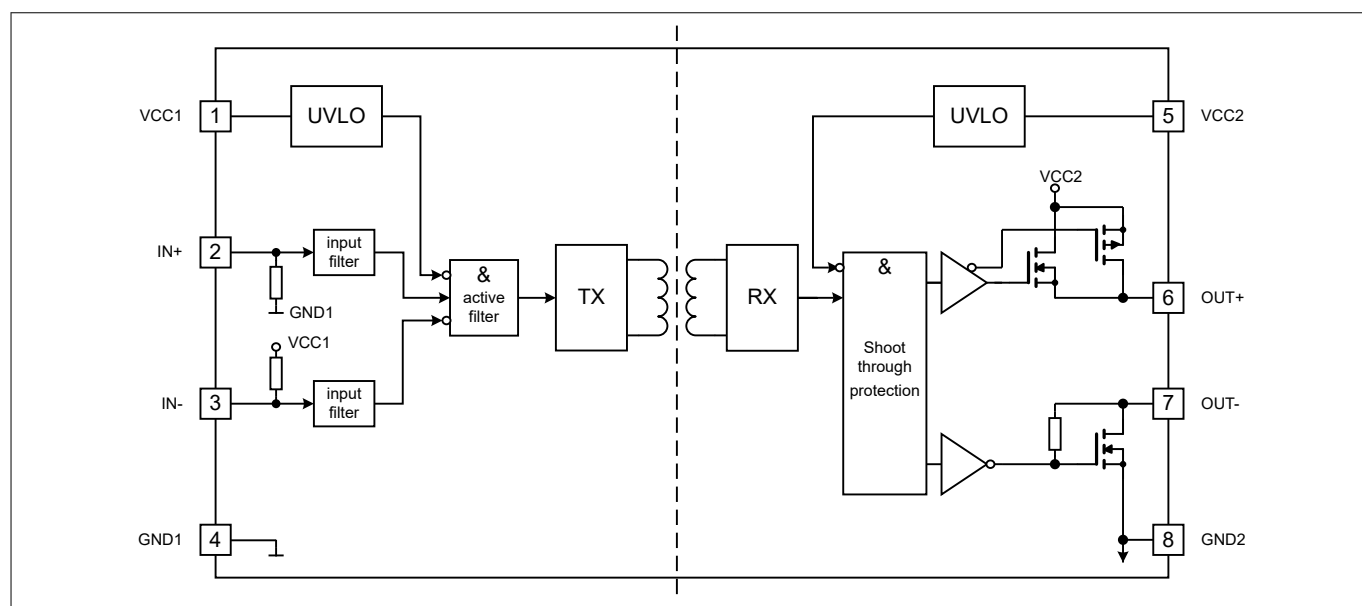 VCC1
1
UVLO
UVLO
5
VCC2
VCC2
IN+
2
input
filter
GND1
&
active
filter
TX
RX
&
Shoot
through
protection
6
OUT+
VCC1
IN-
3
input
filter
7
OUT-
GND1
4
8
GND2